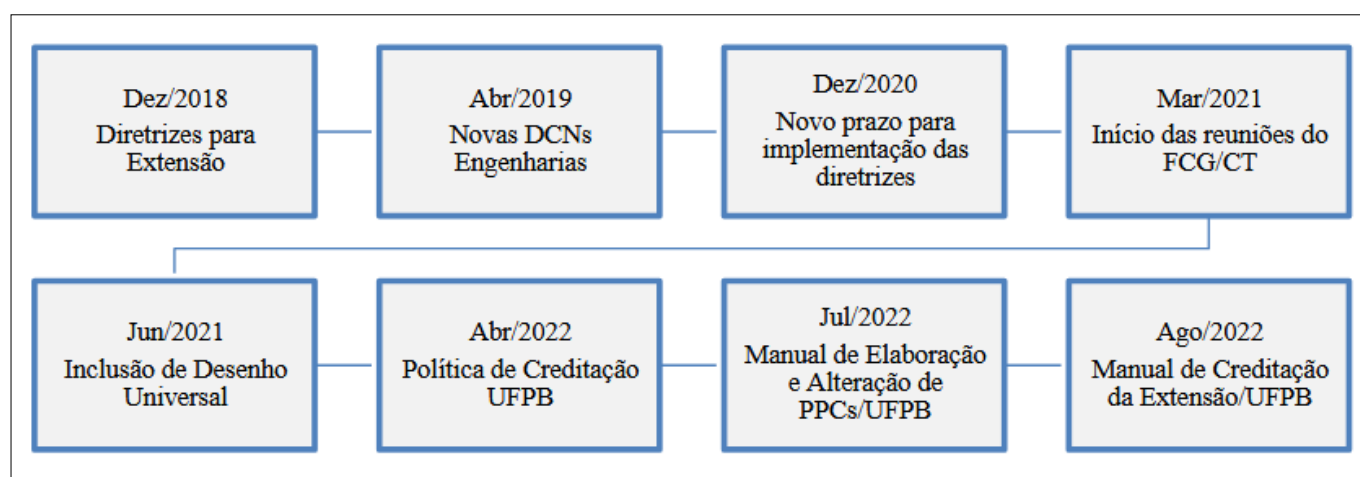 Dez/2018
Diretrizes para
Extensão
Abr/2019
Novas DCNs
Engenharias
Dez/2020
Novo prazo para
implementação das
diretrizes
Mar/2021
Início das reuniões do
FCG/CT
Jun/2021
Inclusão de Desenho
Universal
Abr/2022
Política de Creditação
UFPB
Jul/2022
Manual de Elaboração
e Alteração de
PPCs/UFPB
Ago/2022
Manual de Creditação
da Extensão/UFPB